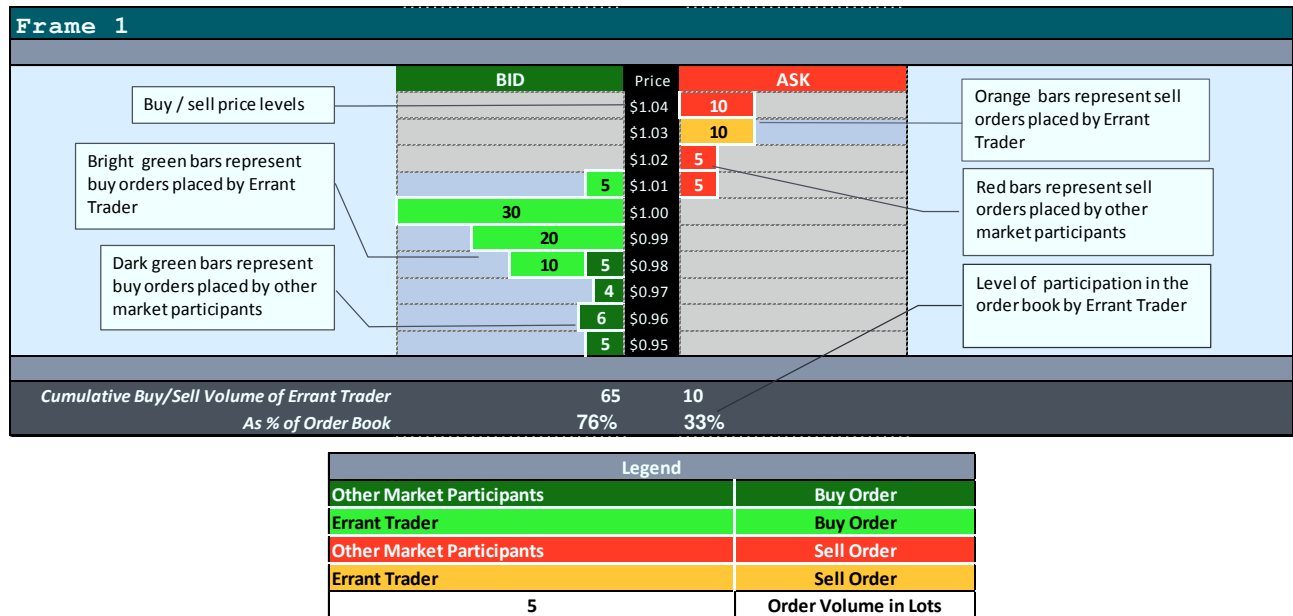 Frame 1
BID Price ASK
Buy / sell price levels
Bright green bars represent
buy orders placed by Errant
Trader
Dark green bars represent
buy orders placed by other
market participants
$1.04 10
$1.03 10
$1.02 5
5 $1.01 5
30 $1.00
20 $0.99
10 5 $0.98
4 $0.97
6 $0.96
5 $0.95
Orange bars represent sell
orders placed by Errant
Trader
Red bars represent sell
orders placed by other
market participants
Level of participation in the
order book by Errant Trader
Cumulative Buy/Sell Volume of Errant Trader 65 10
As % of Order Book 76% 33%
Legend
Other Market Participants Buy Order
Errant Trader Buy Order
Other Market Participants Sell Order
Errant Trader Sell Order
5 Order Volume in Lots